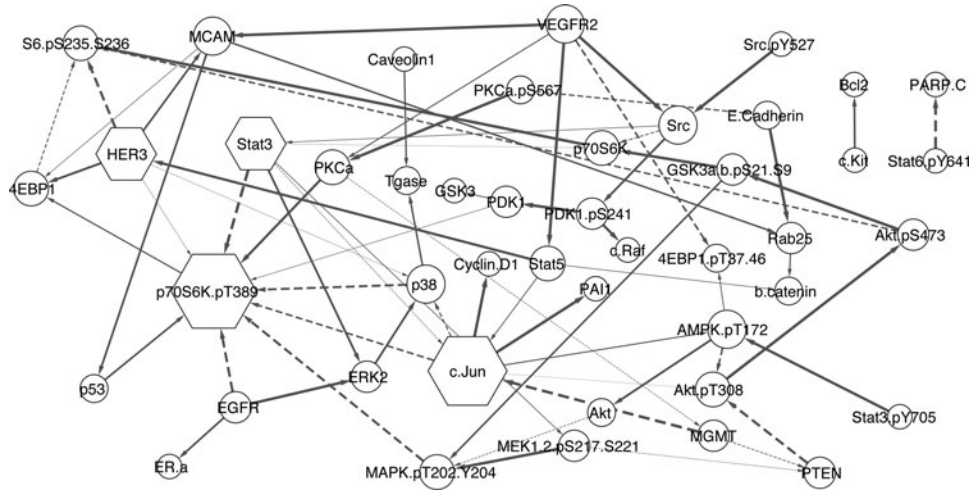 VEGFR2
S6.pS235.S236
MCAM
Src.pY527
Caveolin1
PKCa.pS567
Bcl2
PARP.C
E.Cadherin
Src
Stat3
HER3
p70S6K
c.Kit
Stat6.pY641
PKCa
GSK3a.b.pS21.S9
4EBP1
Tgase
GSK3
PDK1
PDK1.pS241
Rab25
Akt.pS473
c.Raf
Cyclin.D1
Stat5
4EBP1.pT37.46
p70S6K.pT389
p38
PAI1
b.catenin
AMPK.pT172
c.Jun
ERK2
p53
Akt.pT308
EGFR
Akt
Stat3.pY705
MGMT
MEK1.2.pS217.S221
ER.a
MAPK.pT202.Y204
PTEN